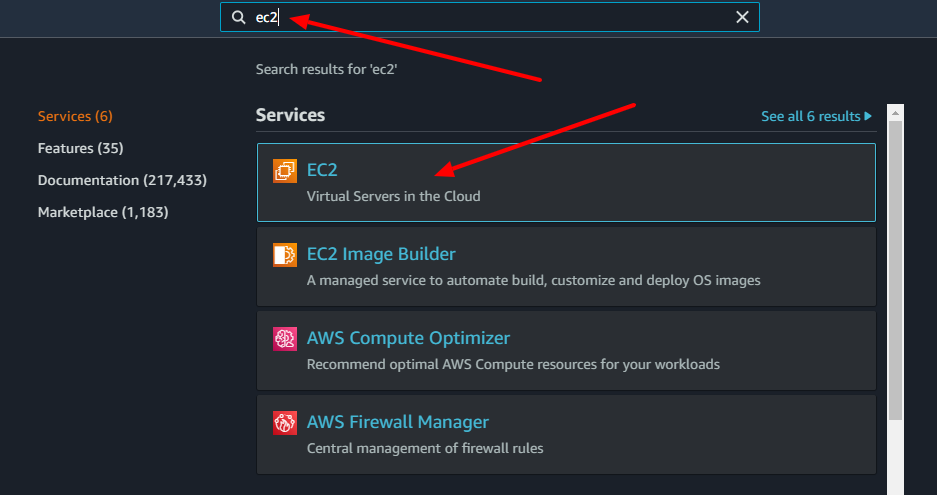 ec2
Search results for 'ec2'
Services (6)
Features (35)
Documentation (217,433)
Marketplace (1,183)
Services
See all 6 results
EC2
Virtual Servers in the Cloud
EC2 Image Builder
A managed service to automate build, customize and deploy OS images
AWS Compute Optimizer
Recommend optimal AWS Compute resources for your workloads
AWS Firewall Manager
Central management of firewall rules